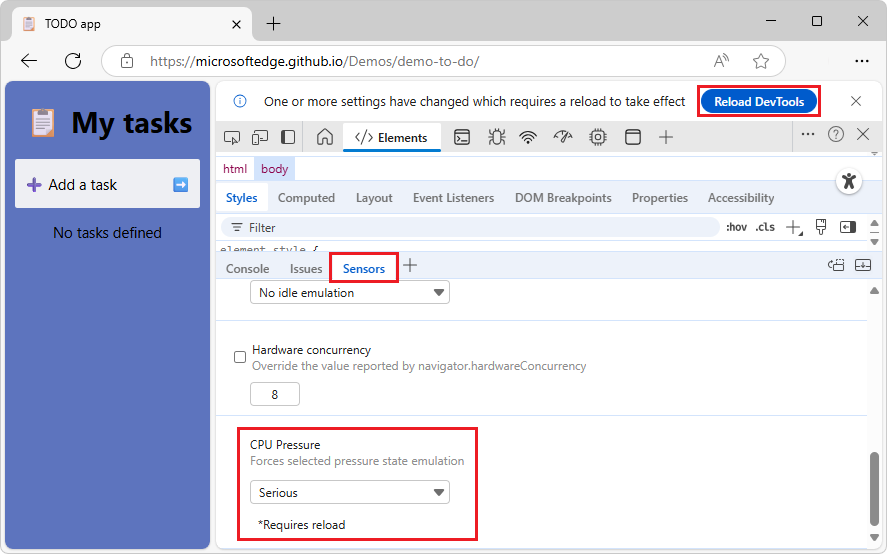 TODO app
https://microsoftedge.github.io/Demos/demo-to-do/
My tasks
Add a task
No tasks defined
One or more settings have changed which requires a reload to take effect
Reload DevTools
Elements
html body
Styles Computed Layout Event Listeners DOM Breakpoints Properties Accessibility
Filter
:hov .cls
element.style {
Console Issues Sensors
No idle emulation
Hardware concurrency
Override the value reported by navigator.hardwareConcurrency
8
CPU Pressure
Forces selected pressure state emulation
Serious
*Requires reload